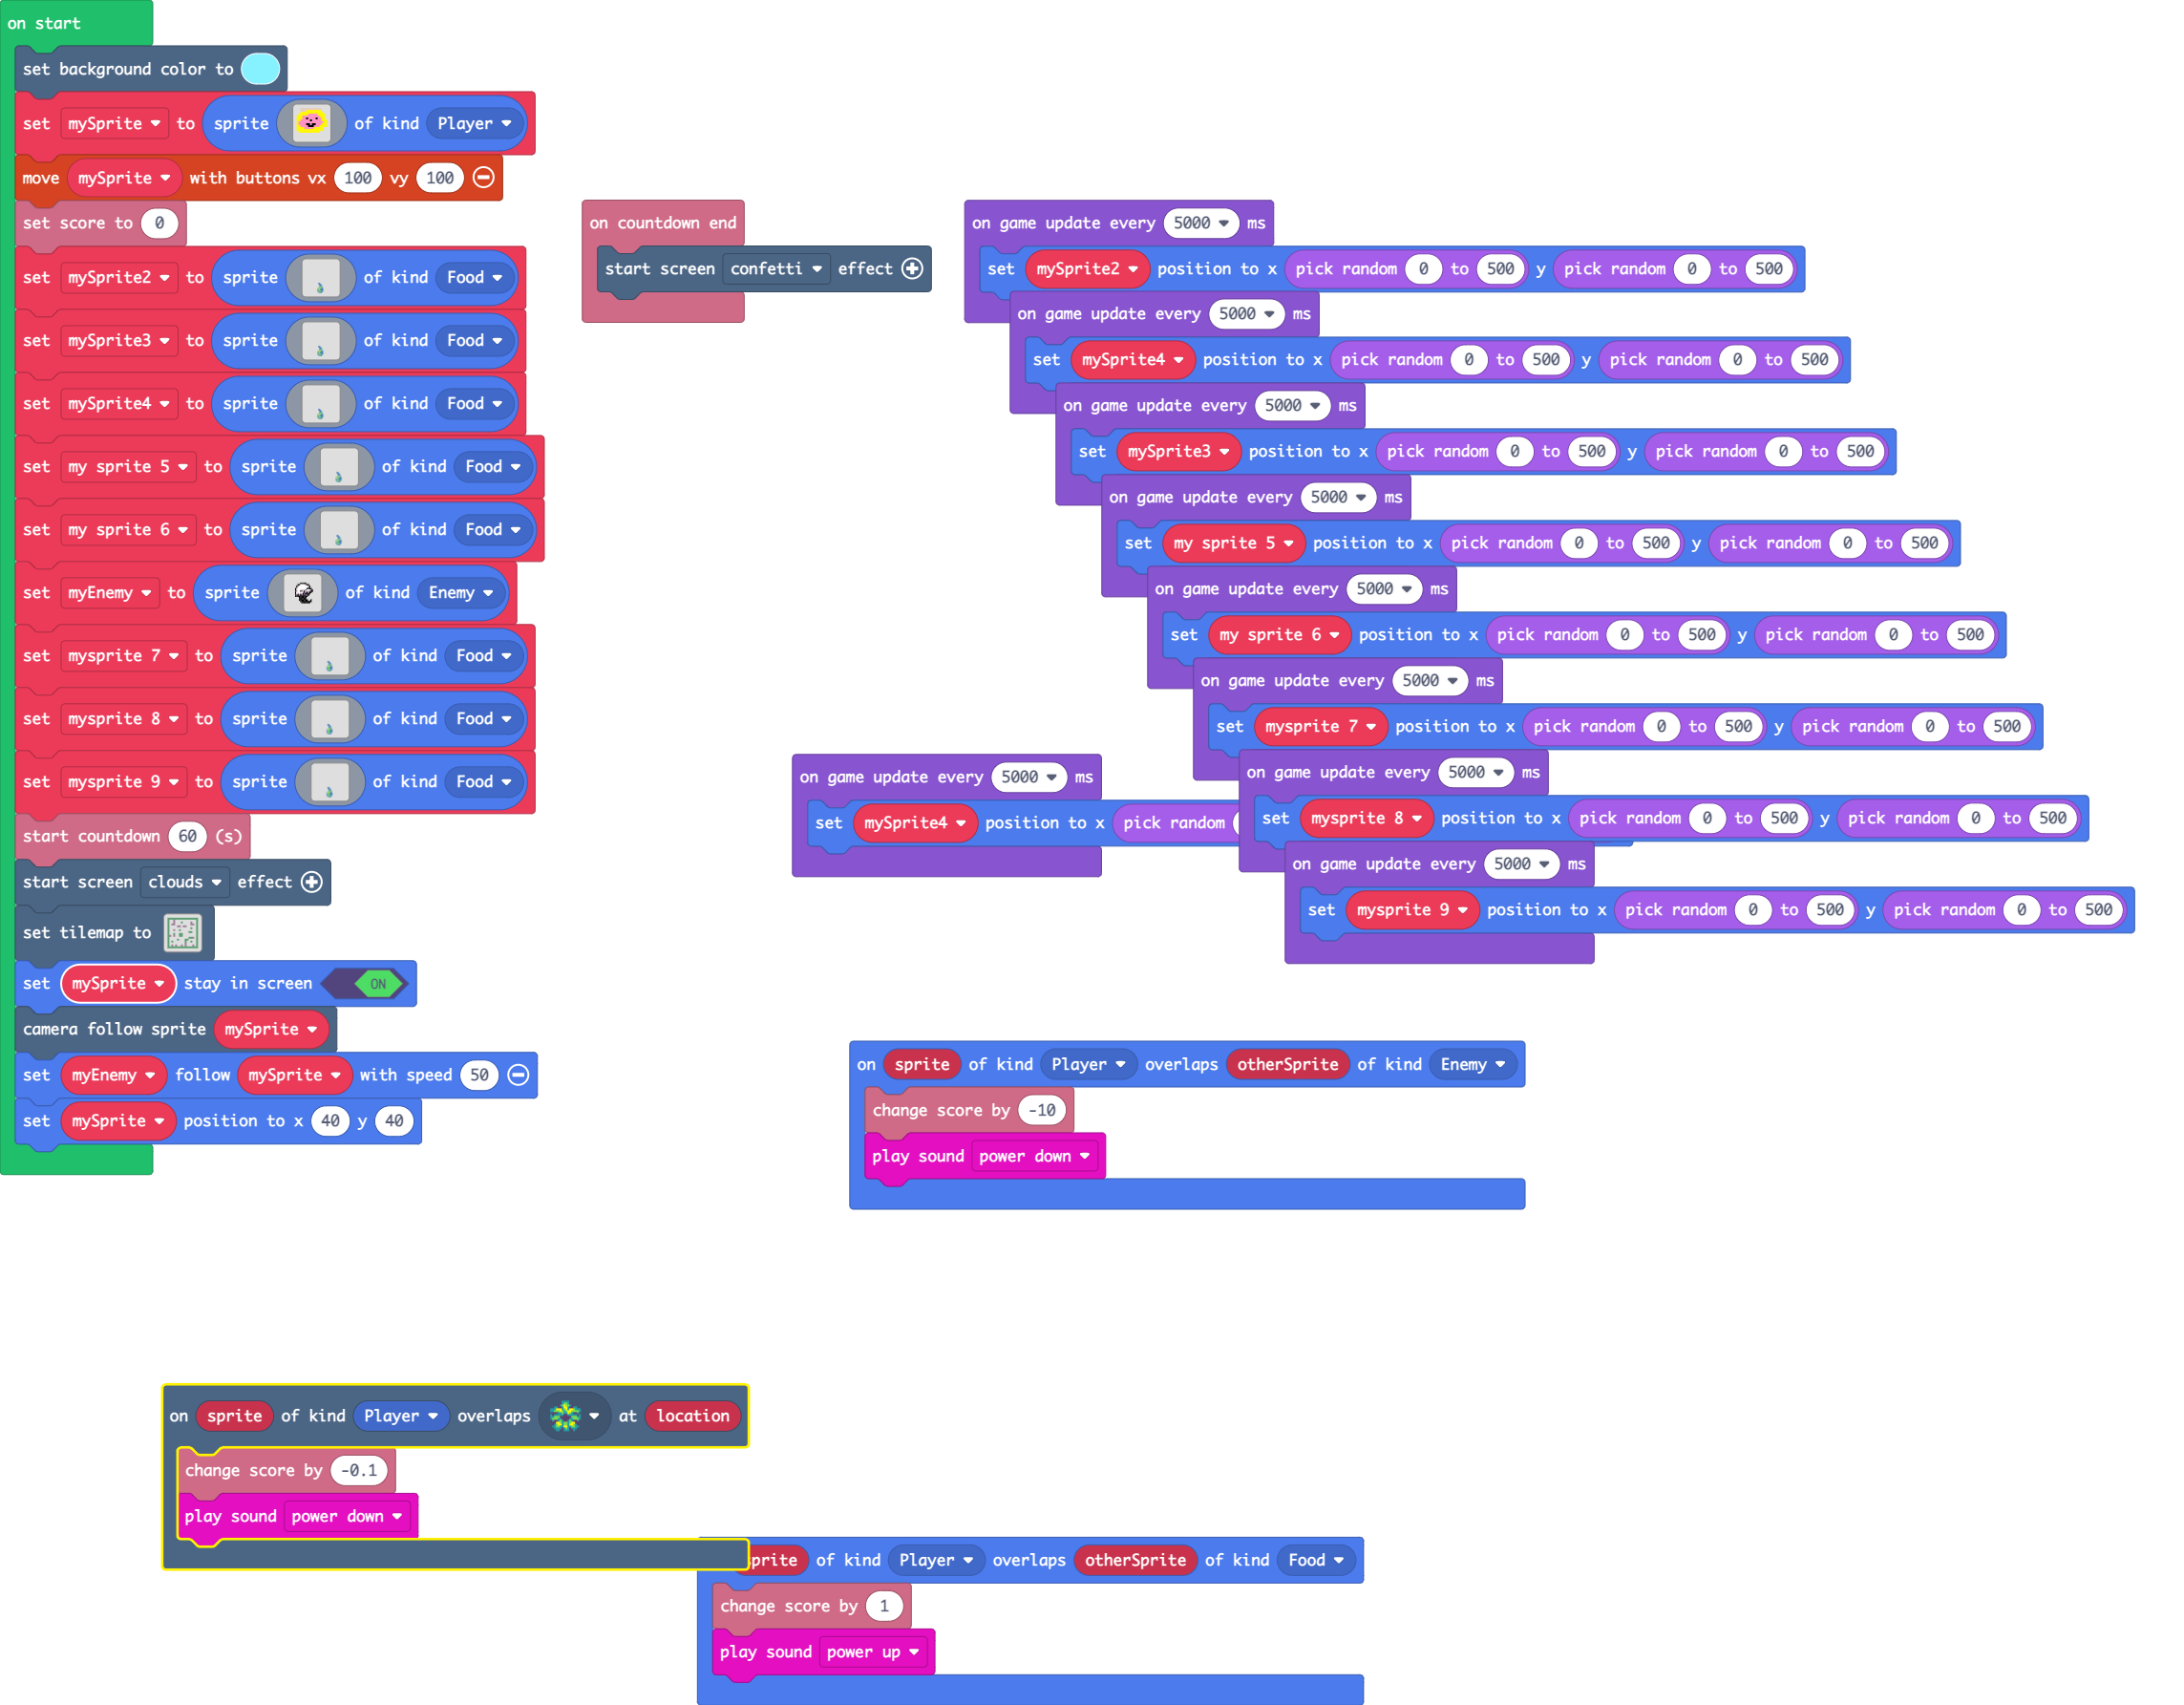 on start
set background color to
set mySprite to sprite of kind Player
move mySprite with buttons vx 100 vy 100
set score to 0
set mySprite2 to sprite of kind Food
set mySprite3 to sprite of kind Food
set mySprite4 to sprite of kind Food
set my sprite 5 to sprite of kind Food
set my sprite 6 to sprite of kind Food
set myEnemy to sprite of kind Enemy
set mysprite 7 to sprite of kind Food
set mysprite 8 to sprite of kind Food
set mysprite 9 to sprite of kind Food
start countdown 60 (s)
start screen clouds effect
set tilemap to
set mySprite stay in screen ON
camera follow sprite mySprite
set myEnemy follow mySprite with speed 50
set mySprite position to x 40 y 40
on countdown end
start screen confetti effect
on game update every 5000 ms
set mySprite2 position to x pick random 0 to 500 y pick random 0 to 500
on game update every 5000 ms
set mySprite4 position to x pick random 0 to 500 y pick random 0 to 500
on game update every 5000 ms
set mySprite3 position to x pick random 0 to 500 y pick random 0 to 500
on game update every 5000 ms
set my sprite 5 position to x pick random 0 to 500 y pick random 0 to 500
on game update every 5000 ms
set my sprite 6 position to x pick random 0 to 500 y pick random 0 to 500
on game update every 5000 ms
set mysprite 7 position to x pick random 0 to 500 y pick random 0 to 500
on game update every 5000 ms
set mySprite4 position to x pick random
on game update every 5000 ms
set mysprite 8 position to x pick random 0 to 500 y pick random 0 to 500
on game update every 5000 ms
set mysprite 9 position to x pick random 0 to 500 y pick random 0 to 500
on sprite of kind Player overlaps otherSprite of kind Enemy
change score by -10
play sound power down
on sprite of kind Player overlaps at location
change score by -0.1
play sound power down
prite of kind Player overlaps otherSprite of kind Food
change score by 1
play sound power up